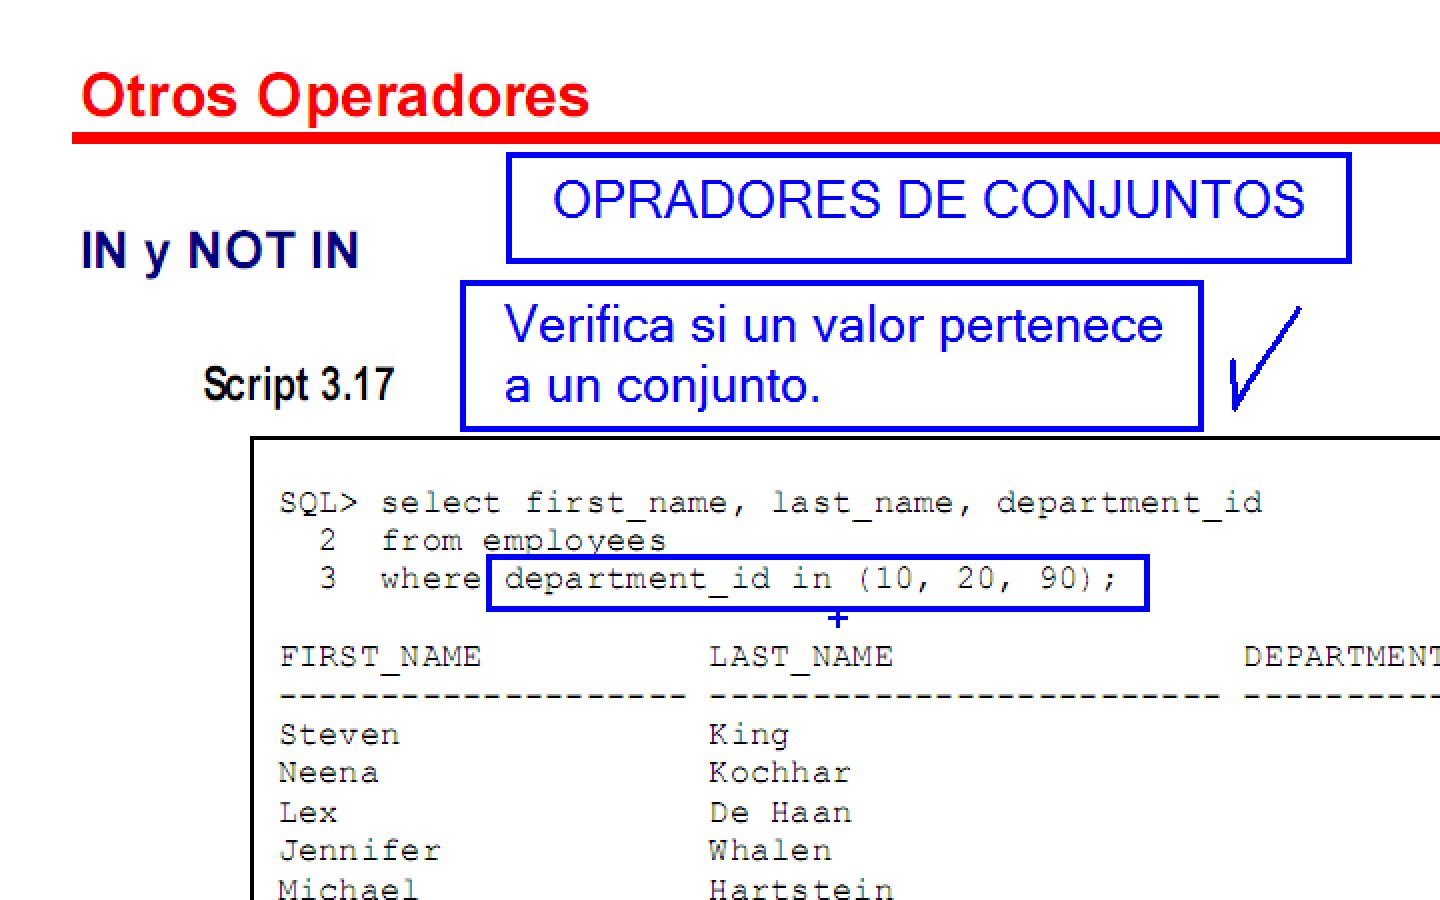 Otros Operadores
OPRADORES DE CONJUNTOS
IN y NOT IN
Verifica si un valor pertenece
a un conjunto.
Script 3.17
SQL> select first_name, last_name, department_id
2 from employees
3 where department_id in (10, 20, 90);
FIRST_NAME LAST_NAME DEPARTMENT
-------------------- ------------------------- ----------
Steven King
Neena Kochhar
Lex De Haan
Jennifer Whalen
Michael Hartstein